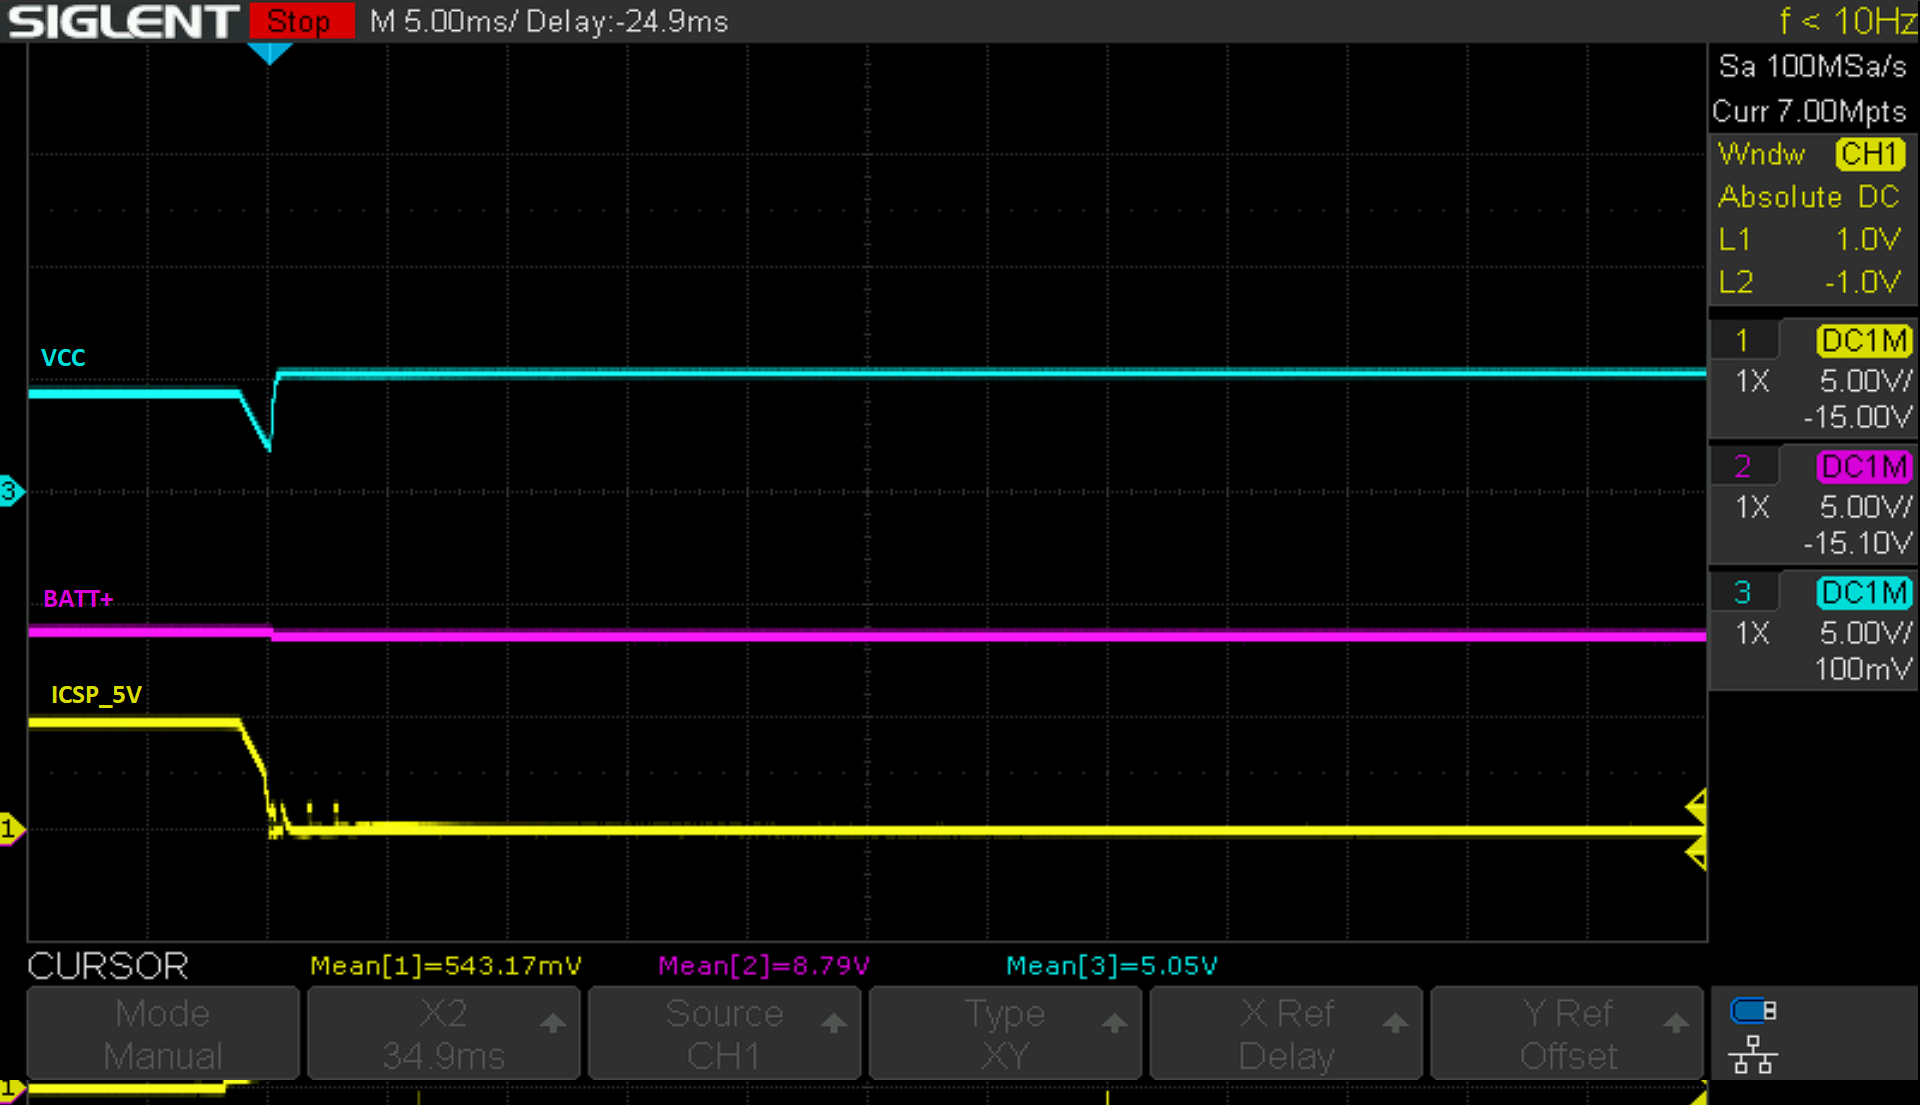 SIGLENT Stop M 5.00ms/ Delay:-24.9ms f < 10Hz
Sa 100MSa/s
Curr 7.00Mpts
Wndw CH1
Absolute DC
L1 1.0V
L2 -1.0V
1 DC1M
1X 5.00V/
-15.00V
2 DC1M
1X 5.00V/
-15.10V
3 DC1M
1X 5.00V/
100mV
VCC
3
BATT+
ICSP_5V
1
CURSOR Mean[1]=543.17mV Mean[2]=8.79V Mean[3]=5.05V
Mode X2 Source Type X Ref Y Ref
Manual 34.9ms CH1 XY Delay Offset
1